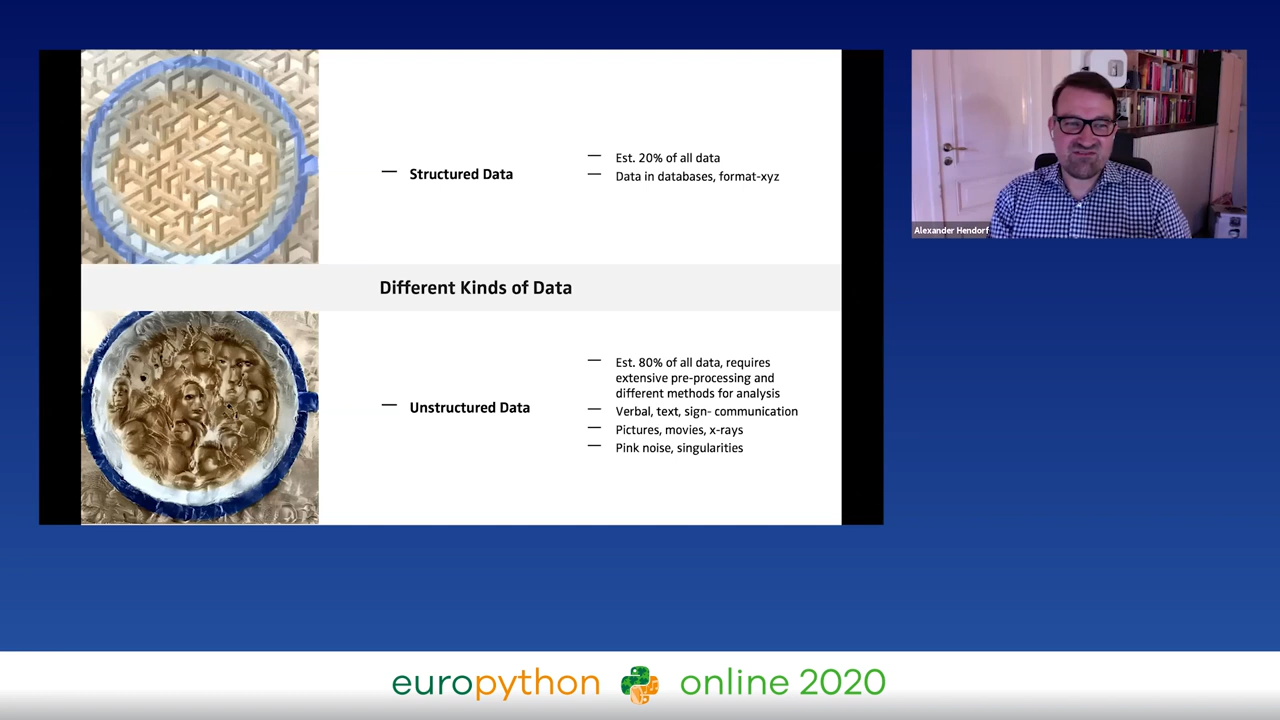 Structured Data
Est. 20% of all data
Data in databases, format-xyz
Different Kinds of Data
Unstructured Data
Est. 80% of all data, requires
extensive pre-processing and
different methods for analysis
Verbal, text, sign- communication
Pictures, movies, x-rays
Pink noise, singularities
Alexander Hendorf
europython online 2020